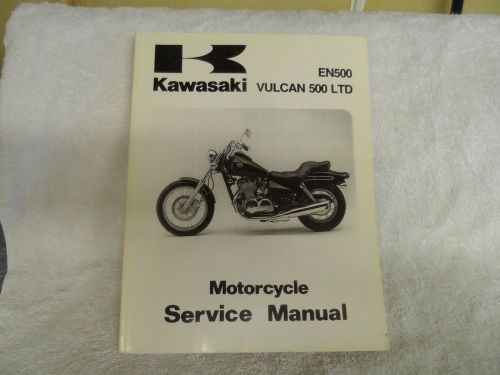 EN500
Kawasaki VULCAN 500 LTD
Motorcycle
Service Manual